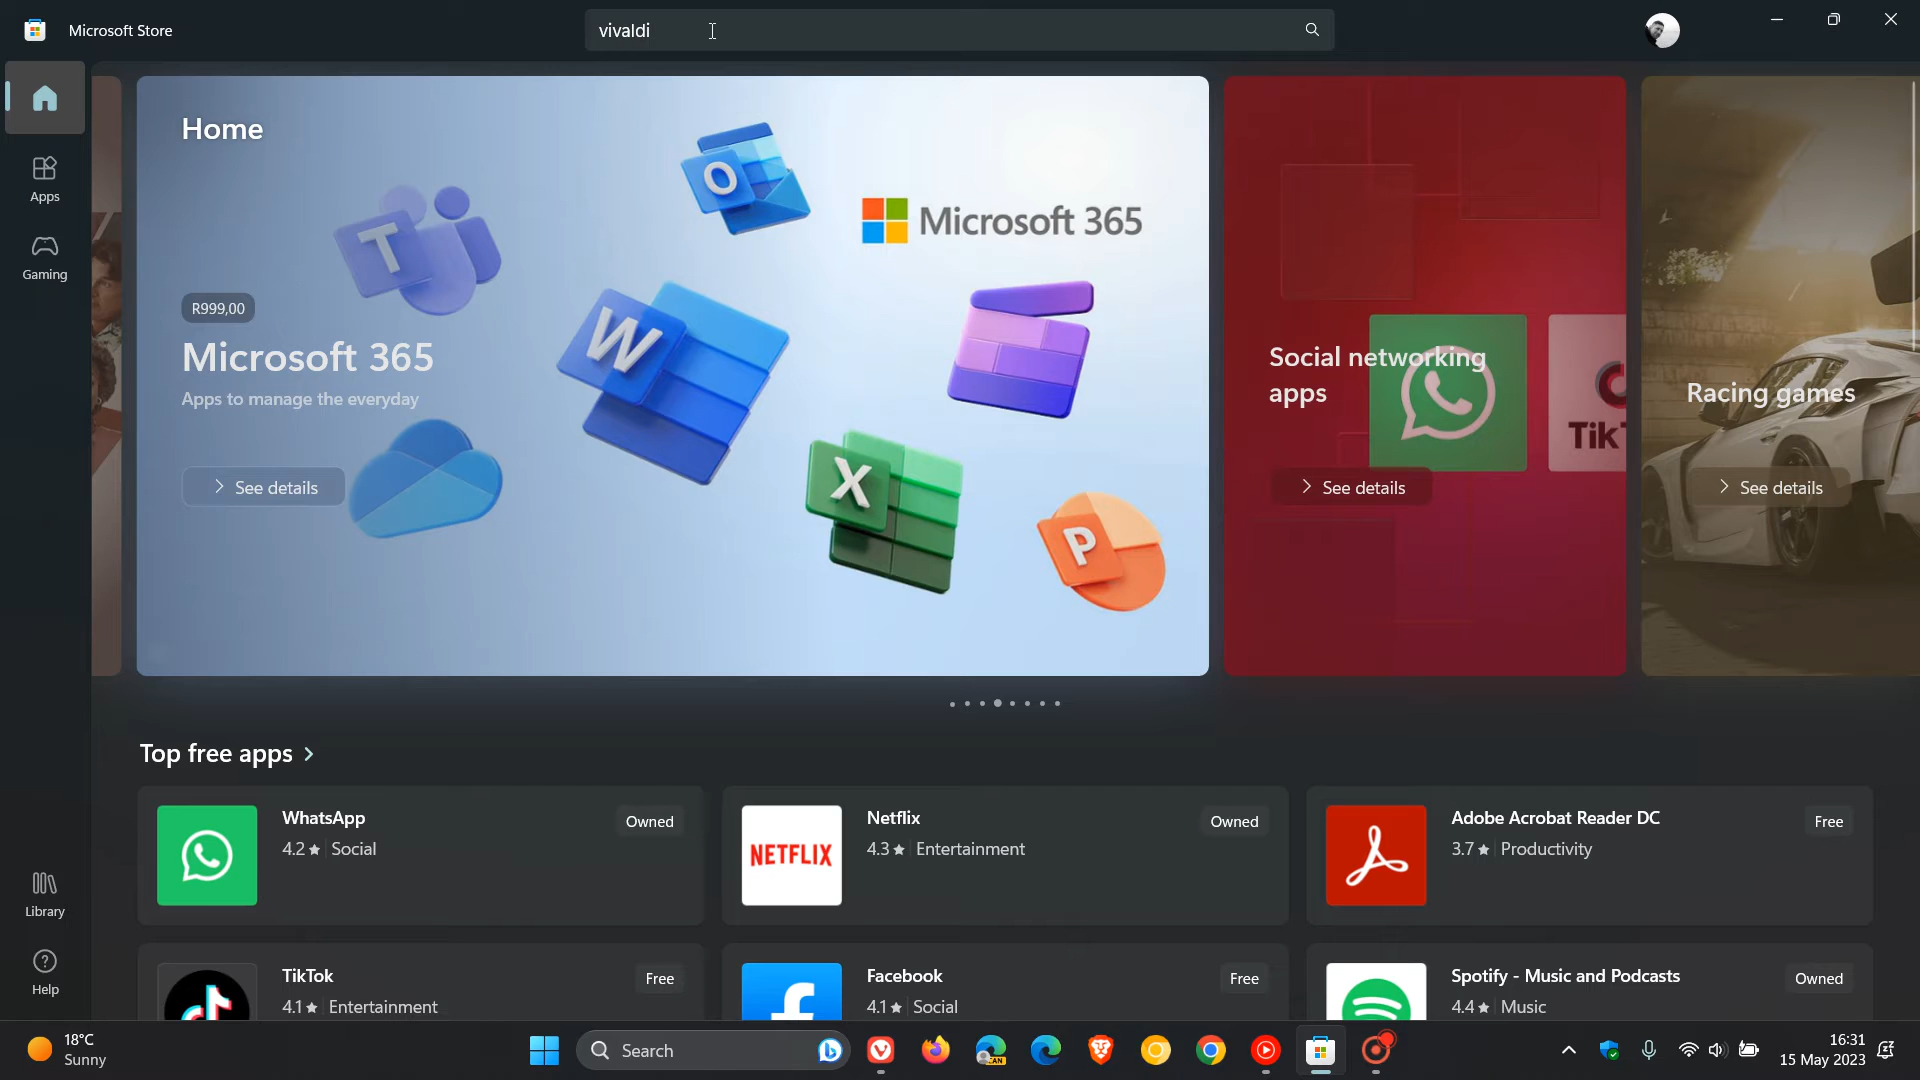 Microsoft Store
vivaldi
Home
Apps
Gaming
Library
Help
R999,00
Microsoft 365
Apps to manage the everyday
See details
T
O
W
X
P
Microsoft 365
Social networking
apps
See details
Racing games
See details
Top free apps
WhatsApp
4.2 ★ Social
Owned
NETFLIX
Netflix
4.3 ★ Entertainment
Owned
Adobe Acrobat Reader DC
3.7 ★ Productivity
Free
TikTok
4.1 ★ Entertainment
Free
Facebook
4.1 ★ Social
Free
Spotify - Music and Podcasts
4.4 ★ Music
Owned
18°C
Sunny
Search
CAN
16:31
15 May 2023